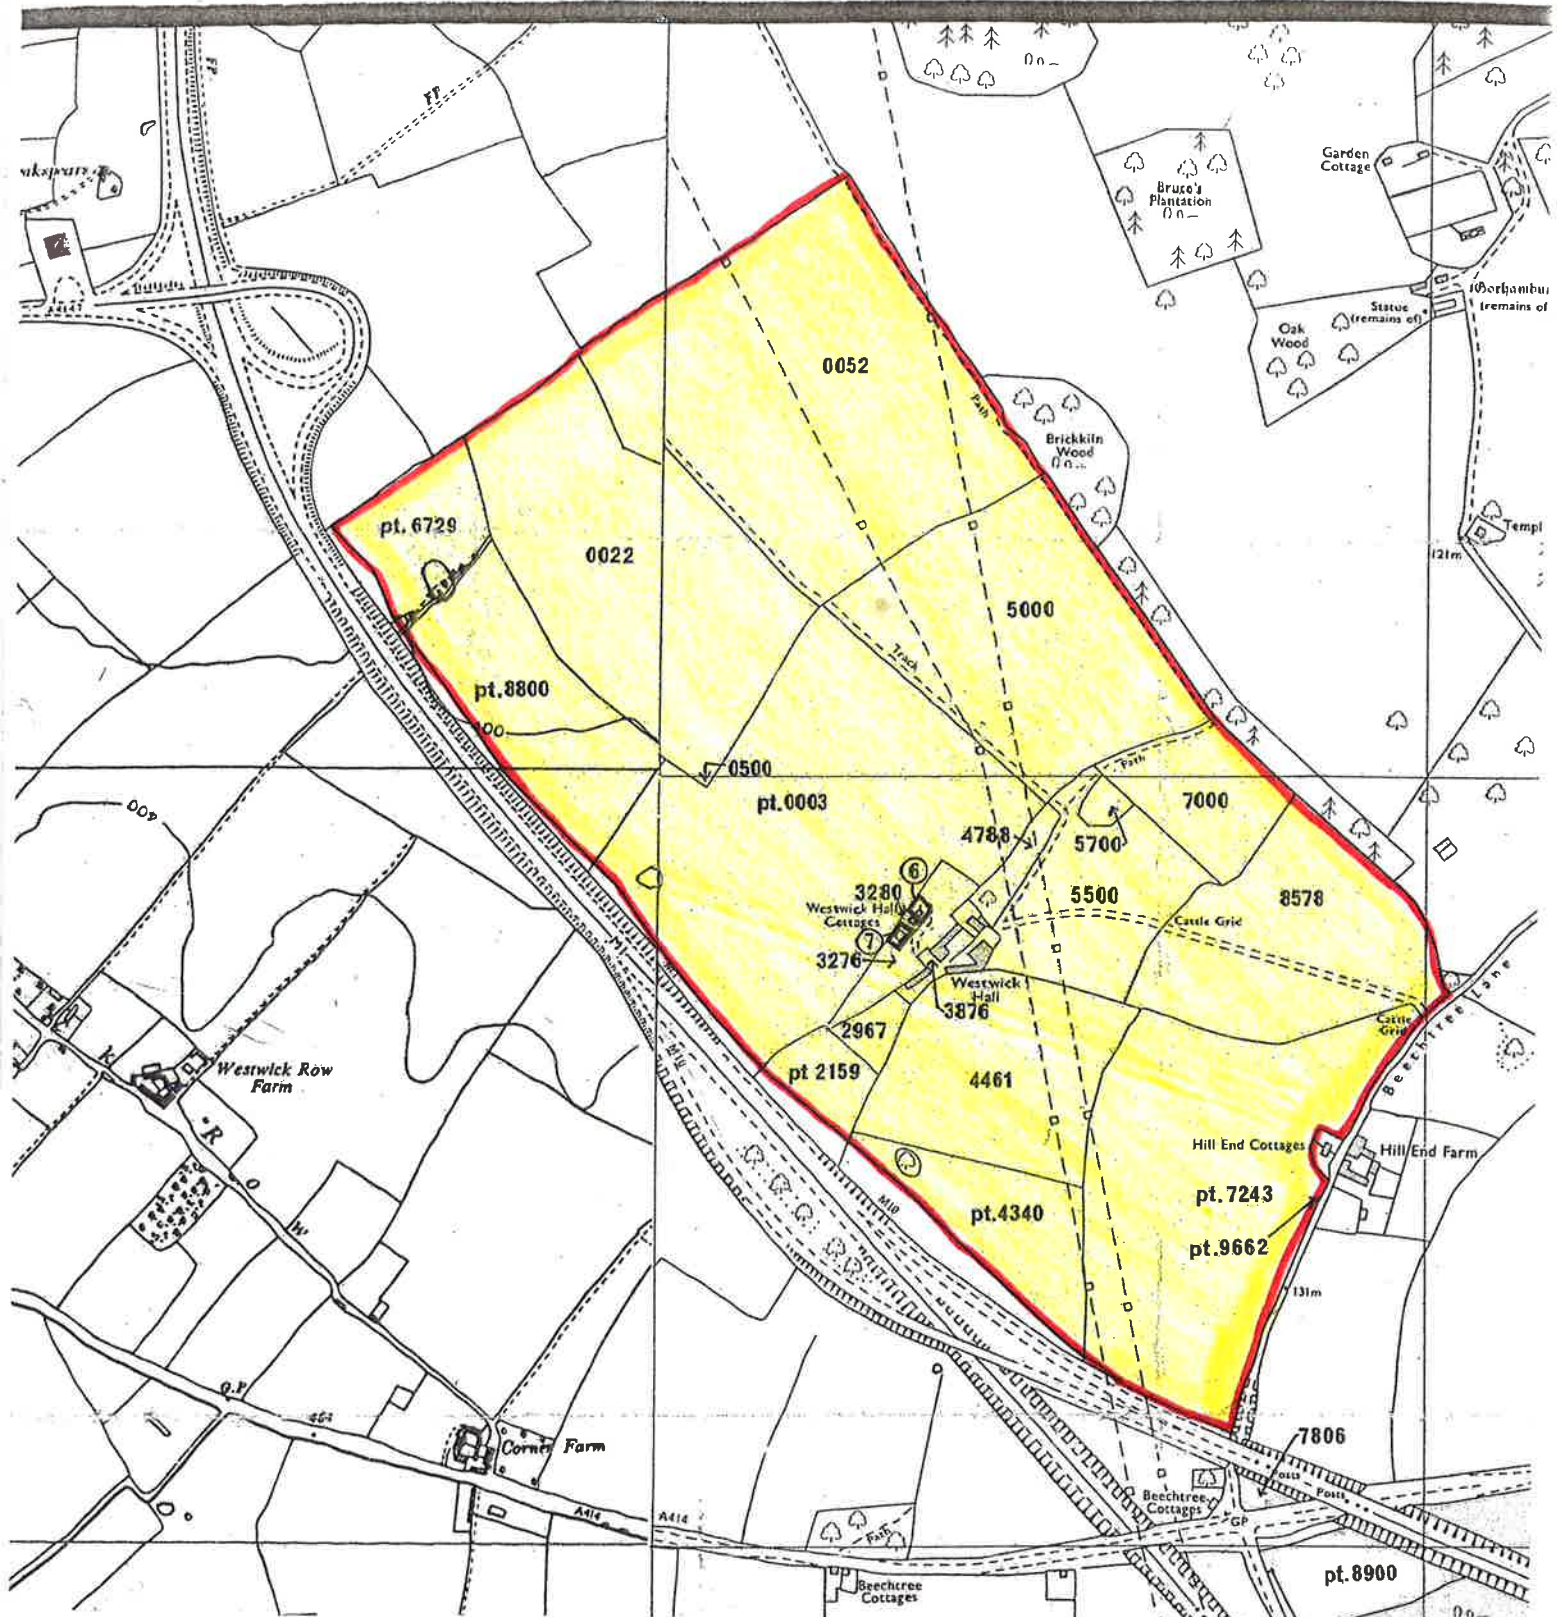 FP
FP
Garden
Cottage
Bruce's
Plantation
Statue
(remains of)
(remains of
Oak
Wood
0052
Path
Brickkiln
Wood
pt. 6729
0022
Templ
121m
5000
Track
pt.8800
Path
0500
pt.0003
7000
4788
5700
6
3280
5500
8578
Westwick Hall
Cottages
Cattle Grid
7
3276
M1
Westwick
Hall
3876
Cattle
Grid
Beechtree Lane
2967
M10
Westwick Row
Farm
pt 2159
4461
R
O
W
Hill End Cottages
Hill End Farm
pt.7243
M10
pt.4340
pt.9662
131m
G.P
Corner Farm
7806
Posts
Posts
Beechtree
Cottages
A414
A414
Path
GP
pt.8900
Beechtree
Cottages